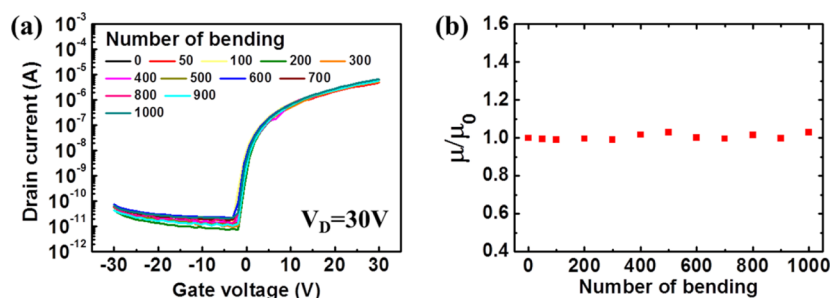 (a)
Drain current (A)
10⁻³
10⁻⁴
10⁻⁵
10⁻⁶
10⁻⁷
10⁻⁸
10⁻⁹
10⁻¹⁰
10⁻¹¹
10⁻¹²
Number of bending
0 50 100 200 300
400 500 600 700
800 900
1000
V_D=30V
-30 -20 -10 0 10 20 30
Gate voltage (V)
(b)
μ/μ₀
1.6
1.4
1.2
1.0
0.8
0.6
0.4
0 200 400 600 800 1000
Number of bending